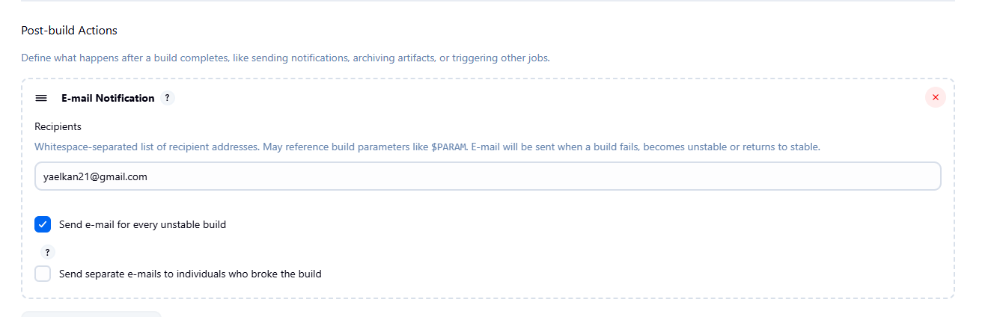 Post-build Actions
Define what happens after a build completes, like sending notifications, archiving artifacts, or triggering other jobs.
E-mail Notification ?
Recipients
Whitespace-separated list of recipient addresses. May reference build parameters like $PARAM. E-mail will be sent when a build fails, becomes unstable or returns to stable.
yaelkan21@gmail.com
Send e-mail for every unstable build
?
Send separate e-mails to individuals who broke the build